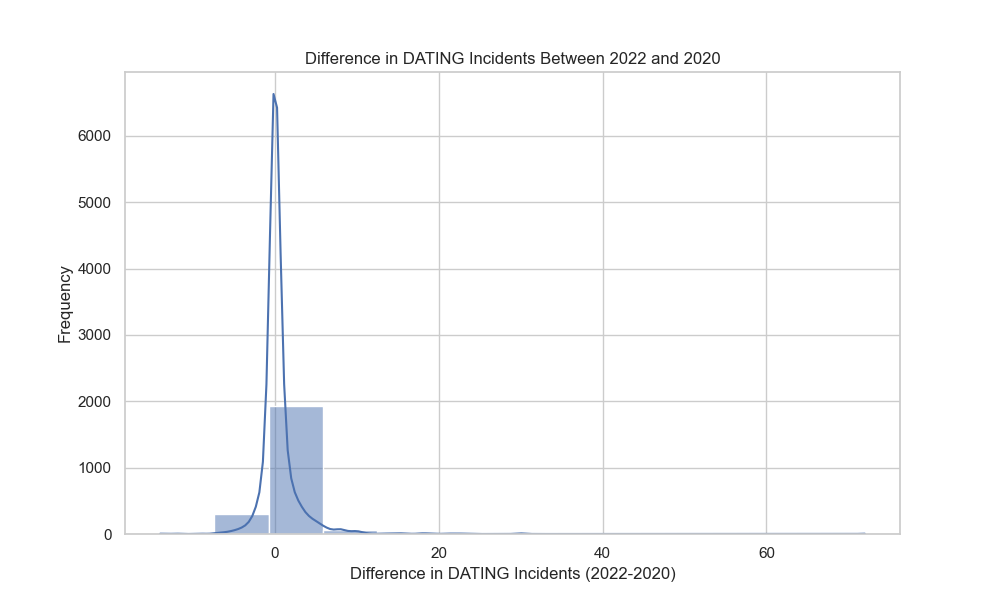 Difference in DATING Incidents Between 2022 and 2020
Frequency
6000
5000
4000
3000
2000
1000
0
0 20 40 60
Difference in DATING Incidents (2022-2020)